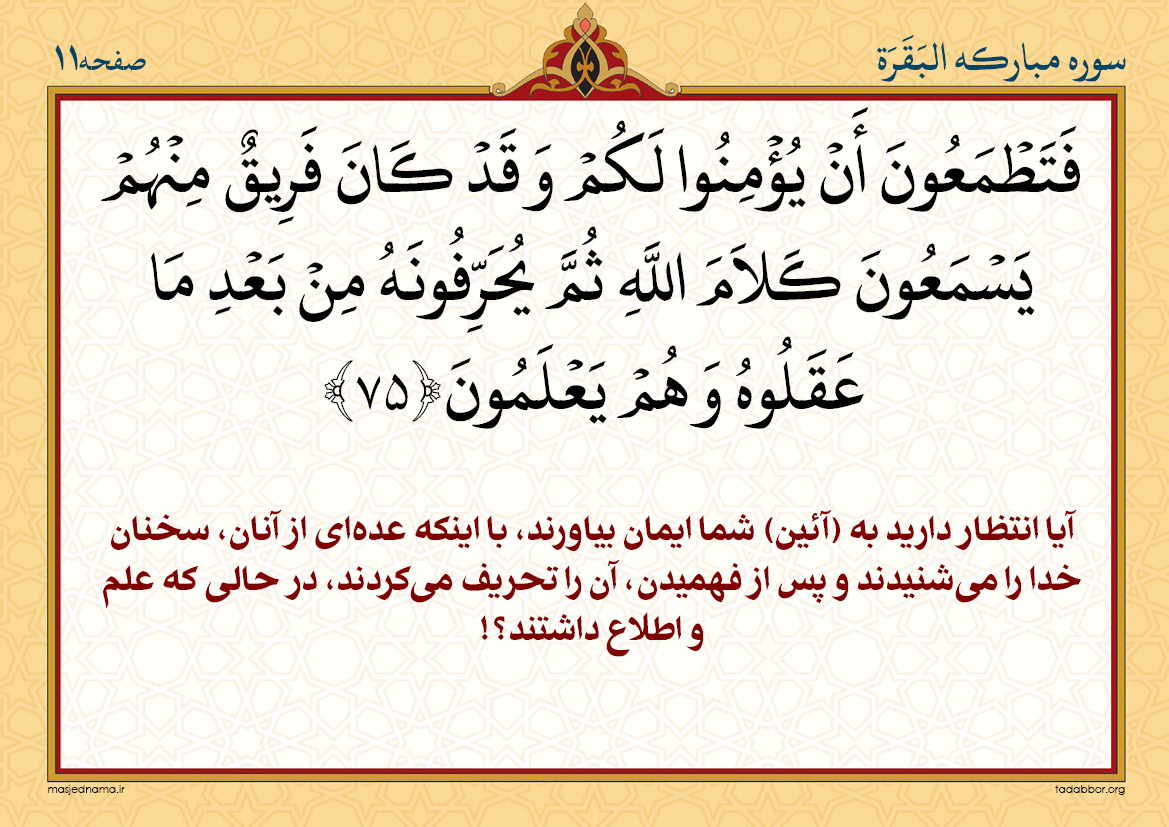 سوره مبارکه البَقَرَة
صفحه۱۱
فَتَطْمَعُونَ أَنْ يُؤْمِنُوا لَكُمْ وَ قَدْ كَانَ فَرِيقٌ مِنْهُمْ
يَسْمَعُونَ كَلاَمَ اللَّهِ ثُمَّ يُحَرِّفُونَهُ مِنْ بَعْدِ مَا
عَقَلُوهُ وَ هُمْ يَعْلَمُونَ﴿۷۵﴾
آیا انتظار دارید به (آئین) شما ایمان بیاورند، با اینکه عده‌ای از آنان، سخنان
خدا را می‌شنیدند و پس از فهمیدن، آن را تحریف می‌کردند، در حالی که علم
و اطلاع داشتند؟!
masjednama.ir
tadabbor.org